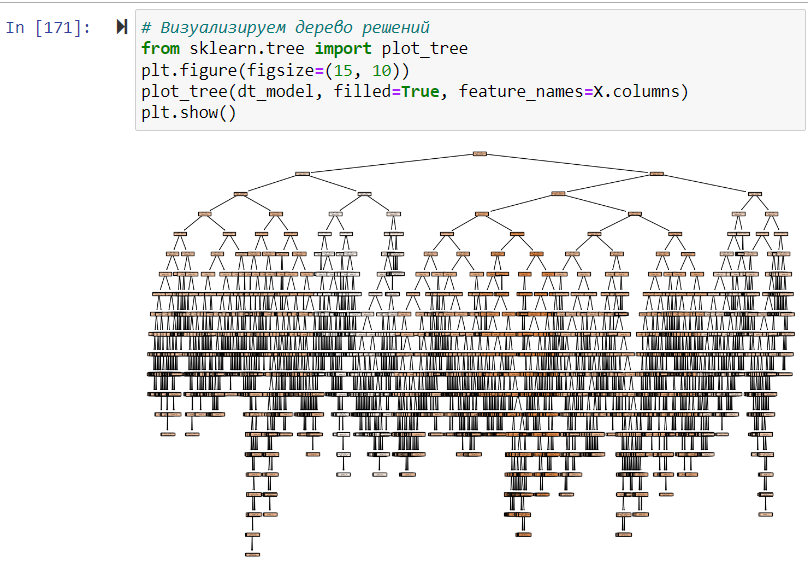 In [171]:
# Визуализируем дерево решений
from sklearn.tree import plot_tree
plt.figure(figsize=(15, 10))
plot_tree(dt_model, filled=True, feature_names=X.columns)
plt.show()